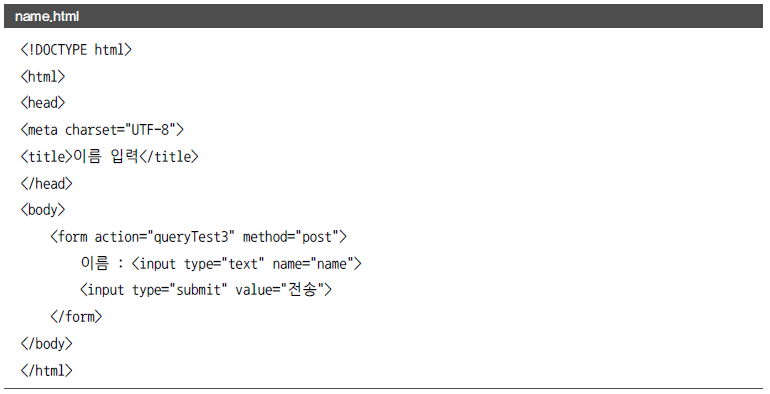 name.html
<!DOCTYPE html>
<html>
<head>
<meta charset="UTF-8">
<title>이름 입력</title>
</head>
<body>
<form action="queryTest3" method="post">
이름 : <input type="text" name="name">
<input type="submit" value="전송">
</form>
</body>
</html>